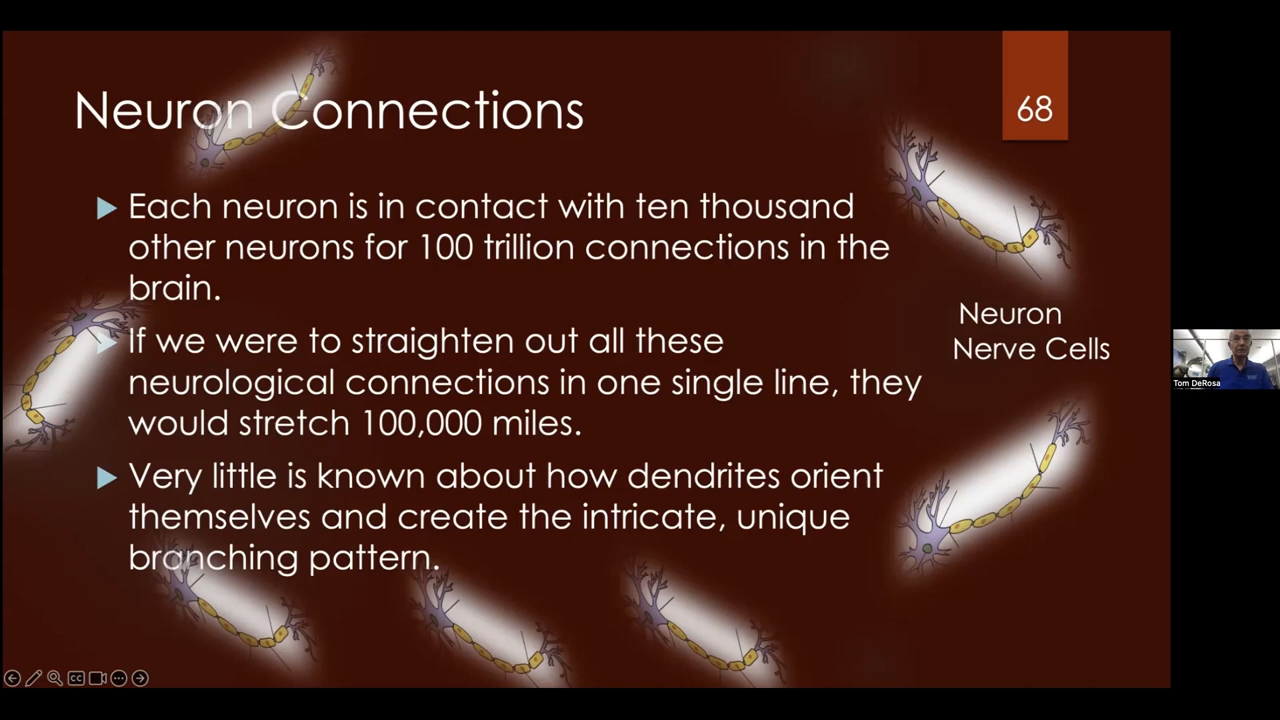 Neuron Connections
68
Each neuron is in contact with ten thousand
other neurons for 100 trillion connections in the
brain.
If we were to straighten out all these
neurological connections in one single line, they
would stretch 100,000 miles.
Very little is known about how dendrites orient
themselves and create the intricate, unique
branching pattern.
Neuron
Nerve Cells
Tom DeRosa
CC